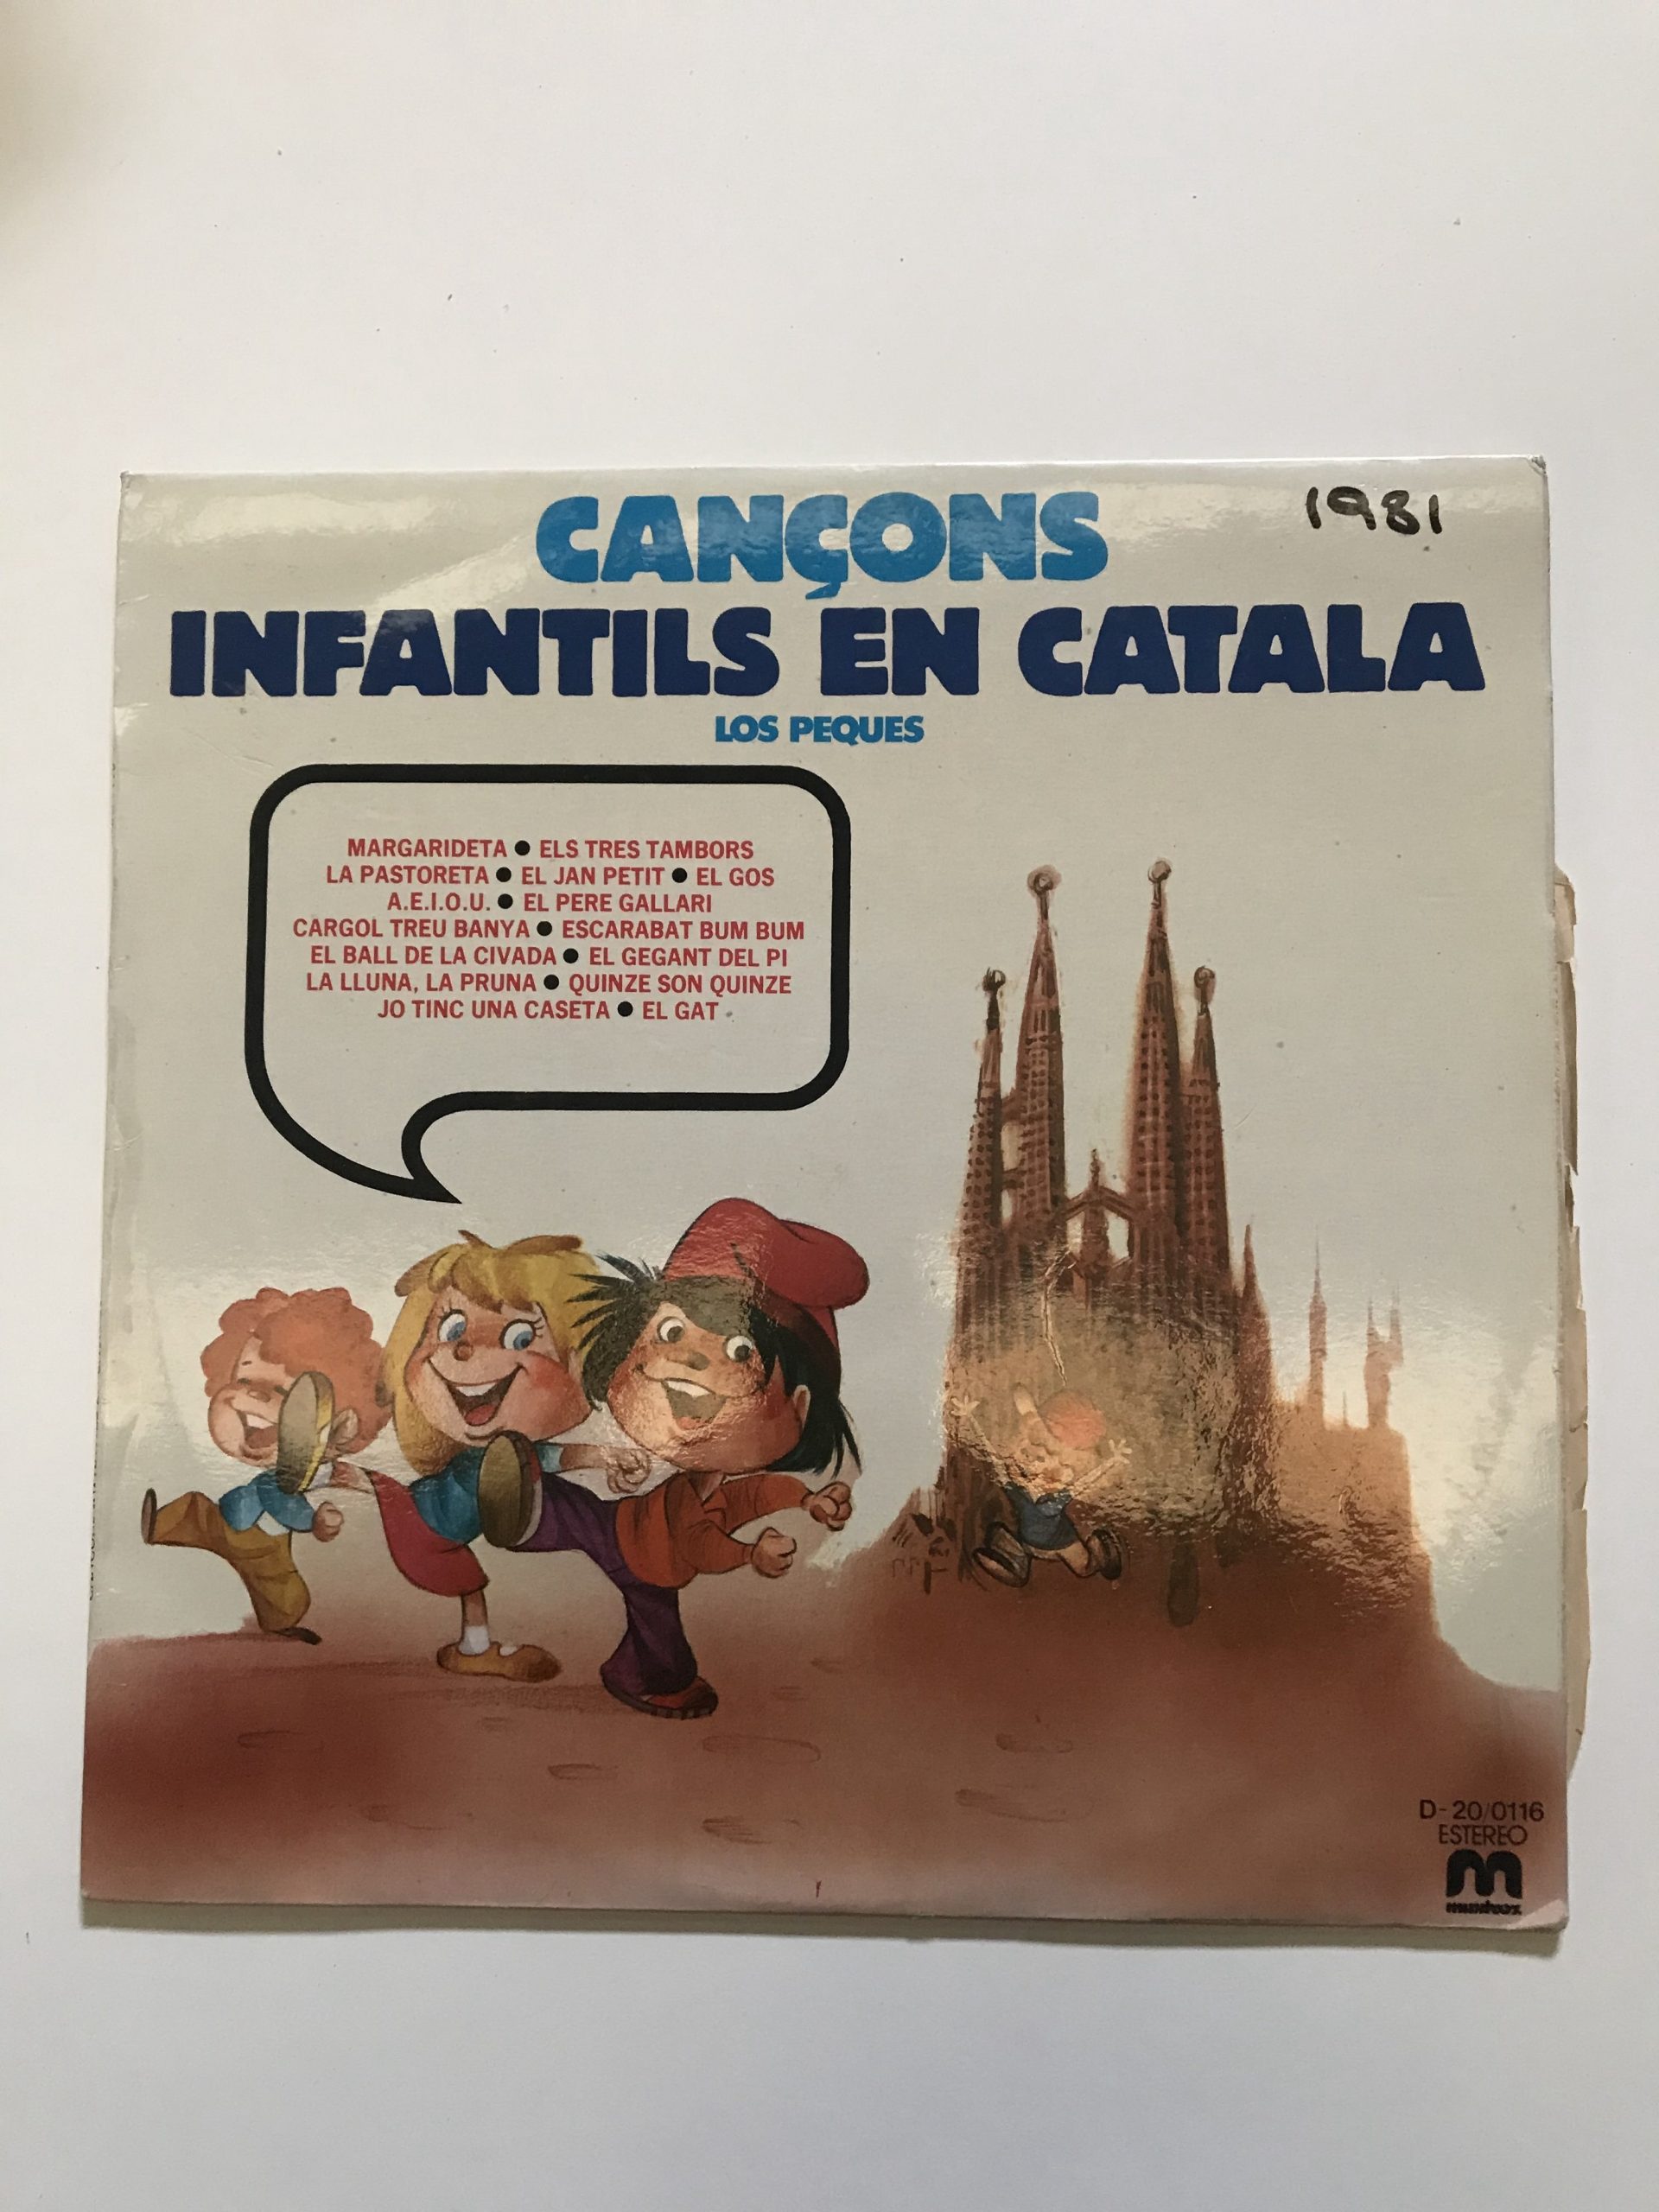 1981
CANÇONS
INFANTILS EN CATALA
LOS PEQUES
MARGARIDETA ● ELS TRES TAMBORS
LA PASTORETA ● EL JAN PETIT ● EL GOS
A.E.I.O.U. ● EL PERE GALLARI
CARGOL TREU BANYA ● ESCARABAT BUM BUM
EL BALL DE LA CIVADA ● EL GEGANT DEL PI
LA LLUNA, LA PRUNA ● QUINZE SON QUINZE
JO TINC UNA CASETA ● EL GAT
D-20/0116
ESTEREO